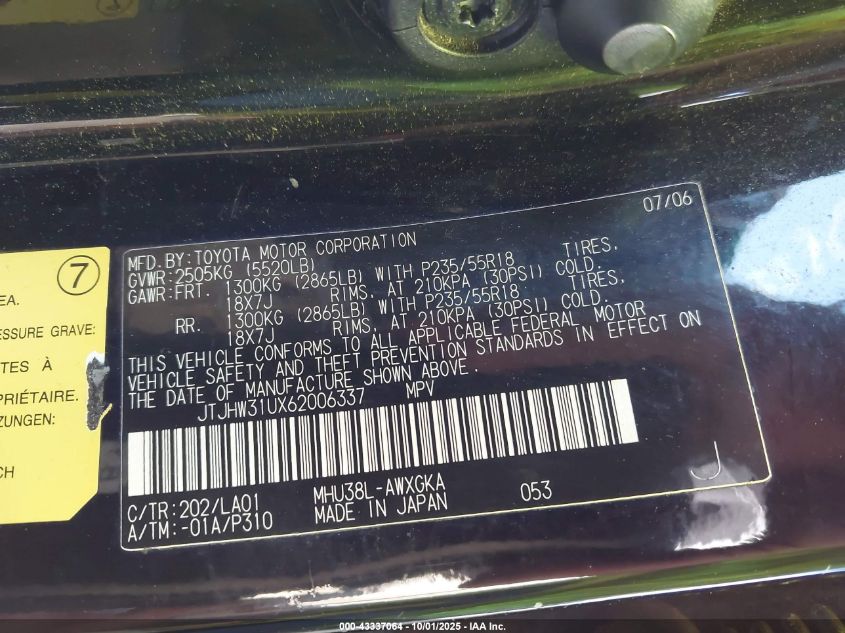 07/06
MFD. BY: TOYOTA MOTOR CORPORATION
GVWR: 2505KG (5520LB)
GAWR: FRT. 1300KG (2865LB) WITH P235/55R18 TIRES,
18X7J RIMS, AT 210KPA (30PSI) COLD.
RR. 1300KG (2865LB) WITH P235/55R18 TIRES,
18X7J RIMS, AT 210KPA (30PSI) COLD.
THIS VEHICLE CONFORMS TO ALL APPLICABLE FEDERAL MOTOR
VEHICLE SAFETY AND THEFT PREVENTION STANDARDS IN EFFECT ON
THE DATE OF MANUFACTURE SHOWN ABOVE.
JTJHW31UX62006337 MPV
C/TR: 202/LA01 MHU38L-AWXGKA 053
A/TM: -01A/P310 MADE IN JAPAN
J
7
EA.
ESSURE GRAVE:
TES À
PRIÉTAIRE.
ZUNGEN:
CH
000-43337064 - 10/01/2025 - IAA Inc.